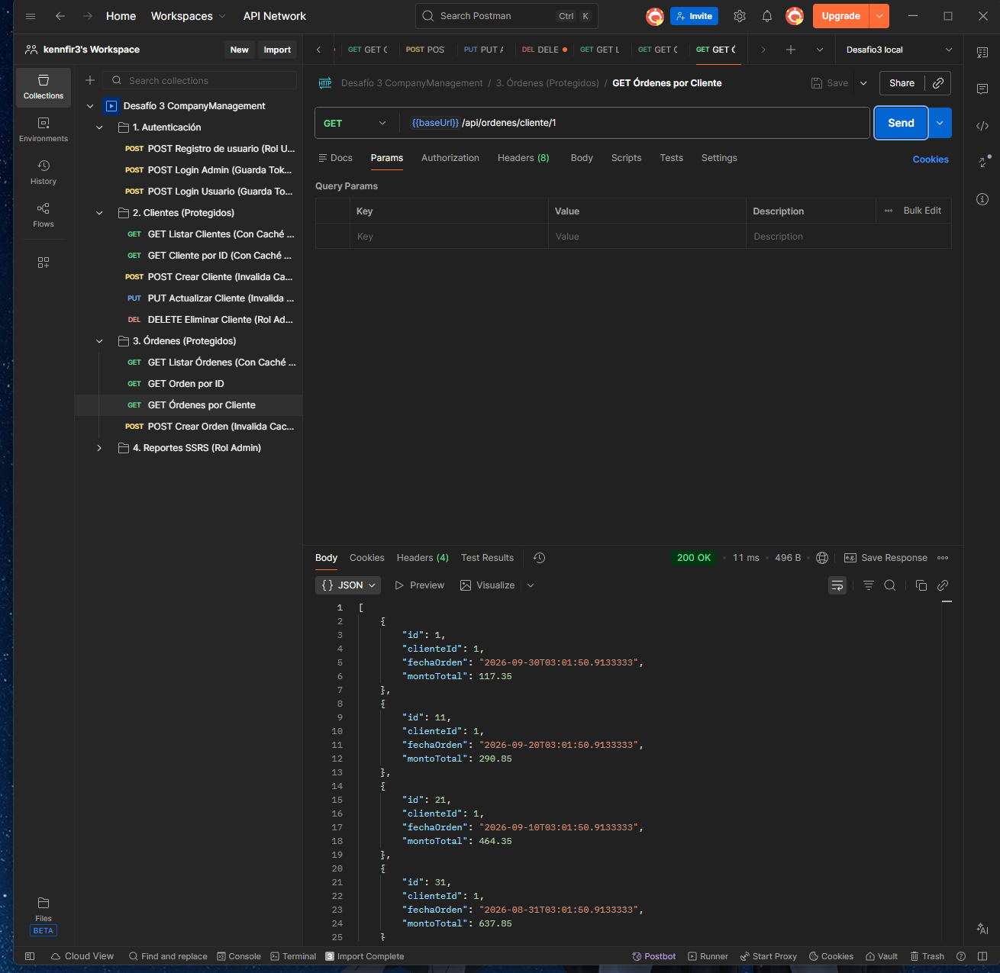 Home
Workspaces
API Network
Search Postman
Ctrl
K
Invite
Upgrade
kennfir3's Workspace
New
Import
GET GET C
POST POS
PUT PUT A
DEL DELE
GET GET L
GET GET C
GET GET Ó
Desafio3 local
Collections
Environments
History
Flows
Files
BETA
Search collections
Desafío 3 CompanyManagement
1. Autenticación
POST POST Registro de usuario (Rol U...
POST POST Login Admin (Guarda Tok...
POST POST Login Usuario (Guarda To...
2. Clientes (Protegidos)
GET GET Listar Clientes (Con Caché ...
GET GET Cliente por ID (Con Caché ...
POST POST Crear Cliente (Invalida Ca...
PUT PUT Actualizar Cliente (Invalida ...
DEL DELETE Eliminar Cliente (Rol Ad...
3. Órdenes (Protegidos)
GET GET Listar Órdenes (Con Caché ...
GET GET Orden por ID
GET GET Órdenes por Cliente
POST POST Crear Orden (Invalida Cac...
4. Reportes SSRS (Rol Admin)
HTTP Desafío 3 CompanyManagement / 3. Órdenes (Protegidos) / GET Órdenes por Cliente
Save
Share
GET
{{baseUrl}} /api/ordenes/cliente/1
Send
Docs
Params
Authorization
Headers (8)
Body
Scripts
Tests
Settings
Cookies
Query Params
Key
Value
Description
Bulk Edit
Key
Value
Description
Body
Cookies
Headers (4)
Test Results
200 OK
11 ms
496 B
e.g.
Save Response
{} JSON
Preview
Visualize
1 [
2 {
3 "id": 1,
4 "clienteId": 1,
5 "fechaOrden": "2026-09-30T03:01:50.9133333",
6 "montoTotal": 117.35
7 },
8 {
9 "id": 11,
10 "clienteId": 1,
11 "fechaOrden": "2026-09-20T03:01:50.9133333",
12 "montoTotal": 290.85
13 },
14 {
15 "id": 21,
16 "clienteId": 1,
17 "fechaOrden": "2026-09-10T03:01:50.9133333",
18 "montoTotal": 464.35
19 },
20 {
21 "id": 31,
22 "clienteId": 1,
23 "fechaOrden": "2026-08-31T03:01:50.9133333",
24 "montoTotal": 637.85
25 }
AI
Cloud View
Find and replace
Console
Terminal
3 Import Complete
Postbot
Runner
Start Proxy
Cookies
Vault
Trash